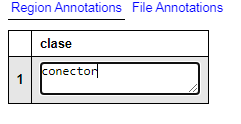 Region Annotations File Annotations
clase
1 conector